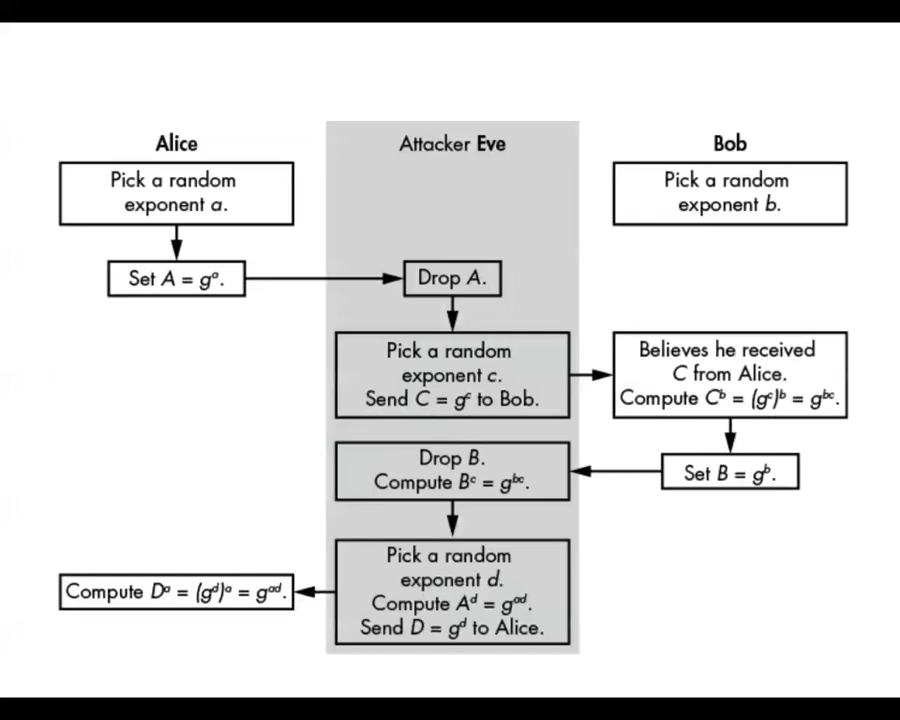 Alice
Attacker Eve
Bob
Pick a random
exponent a.
Pick a random
exponent b.
Set A = gᵃ.
Drop A.
Pick a random
exponent c.
Send C = gᶜ to Bob.
Believes he received
C from Alice.
Compute Cᵇ = (gᶜ)ᵇ = gᵇᶜ.
Drop B.
Compute Bᶜ = gᵇᶜ.
Set B = gᵇ.
Pick a random
exponent d.
Compute Aᵈ = gᵃᵈ.
Send D = gᵈ to Alice.
Compute Dᵃ = (gᵈ)ᵃ = gᵃᵈ.